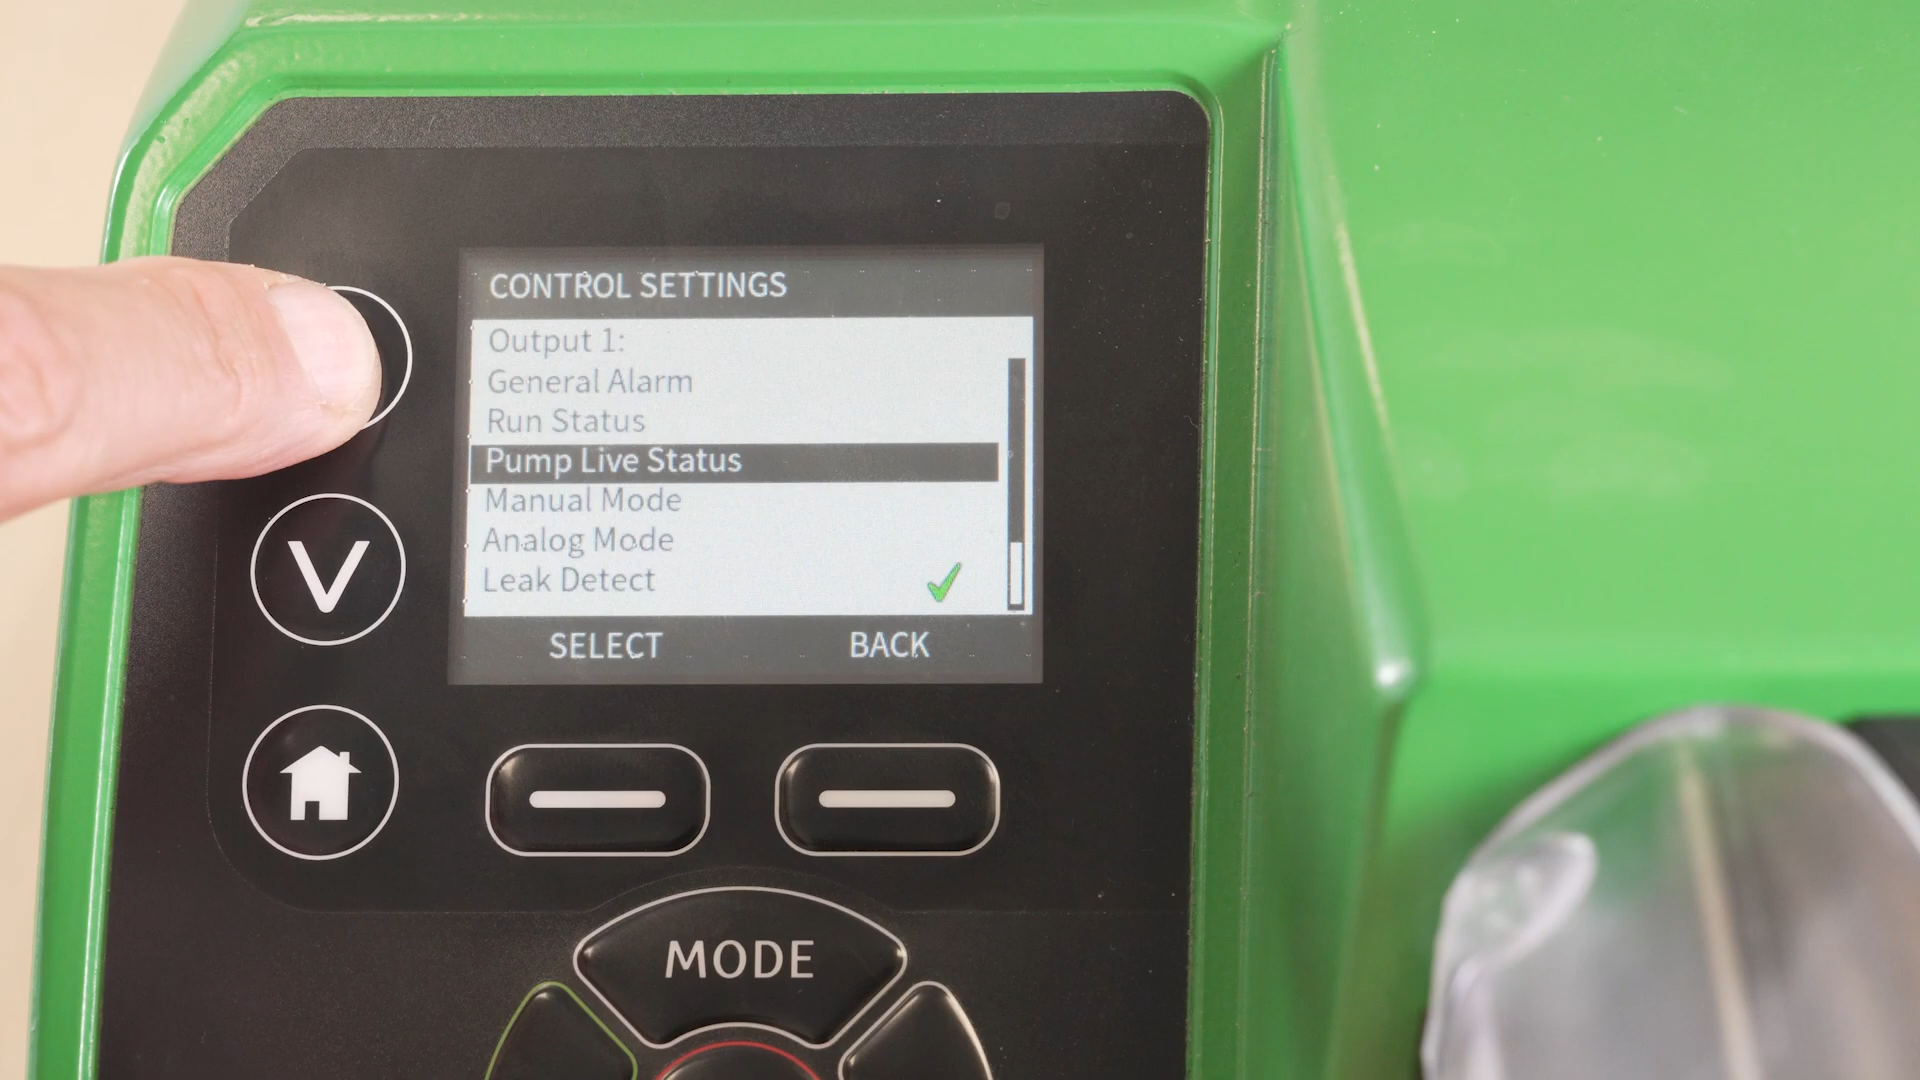 CONTROL SETTINGS
Output 1:
General Alarm
Run Status
Pump Live Status
Manual Mode
Analog Mode
Leak Detect
SELECT BACK
MODE